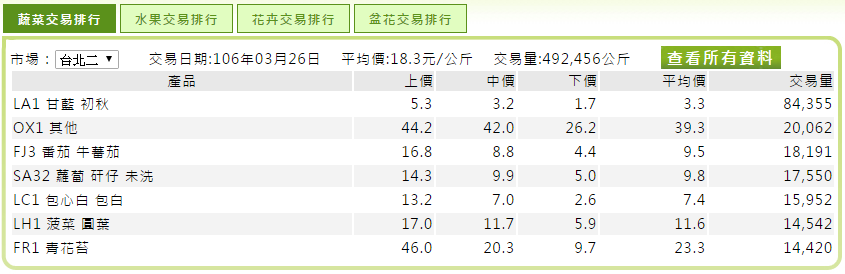 蔬菜交易排行 水果交易排行 花卉交易排行 盆花交易排行
市場： 台北二 交易日期:106年03月26日 平均價:18.3元/公斤 交易量:492,456公斤 查看所有資料
產品 上價 中價 下價 平均價 交易量
LA1 甘藍 初秋 5.3 3.2 1.7 3.3 84,355
OX1 其他 44.2 42.0 26.2 39.3 20,062
FJ3 番茄 牛蕃茄 16.8 8.8 4.4 9.5 18,191
SA32 蘿蔔 研仔 未洗 14.3 9.9 5.0 9.8 17,550
LC1 包心白 包白 13.2 7.0 2.6 7.4 15,952
LH1 菠菜 圓葉 17.0 11.7 5.9 11.6 14,542
FR1 青花苔 46.0 20.3 9.7 23.3 14,420